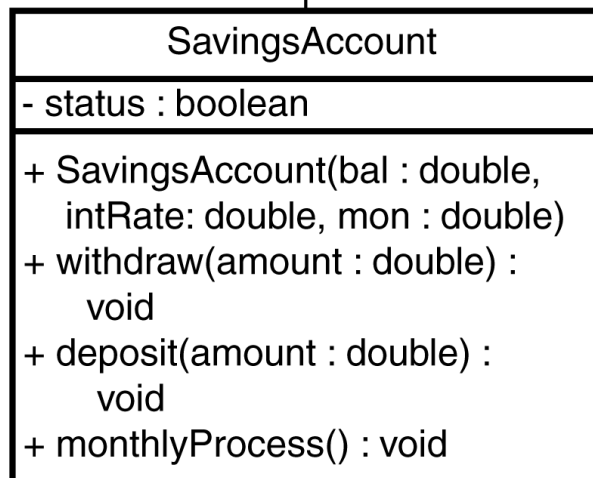 SavingsAccount
- status : boolean
+ SavingsAccount(bal : double,
intRate: double, mon : double)
+ withdraw(amount : double) :
void
+ deposit(amount : double) :
void
+ monthlyProcess() : void